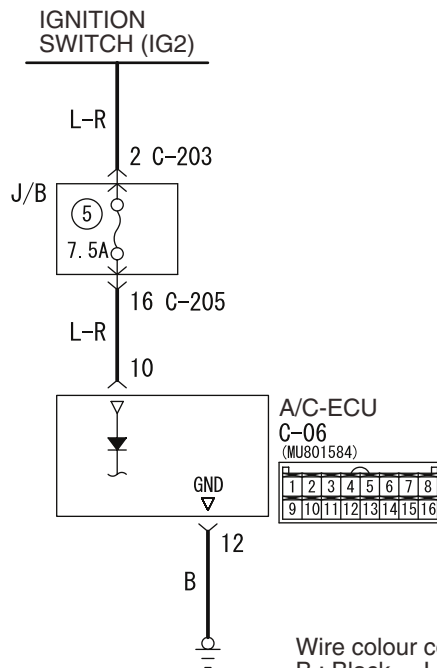 IGNITION
SWITCH (IG2)
L-R
2 C-203
J/B
5
7.5A
16 C-205
L-R
10
A/C-ECU
C-06
(MU801584)
1 2 3 4 5 6 7 8
9 10 11 12 13 14 15 16
GND
12
B
Wire colour
B : Black